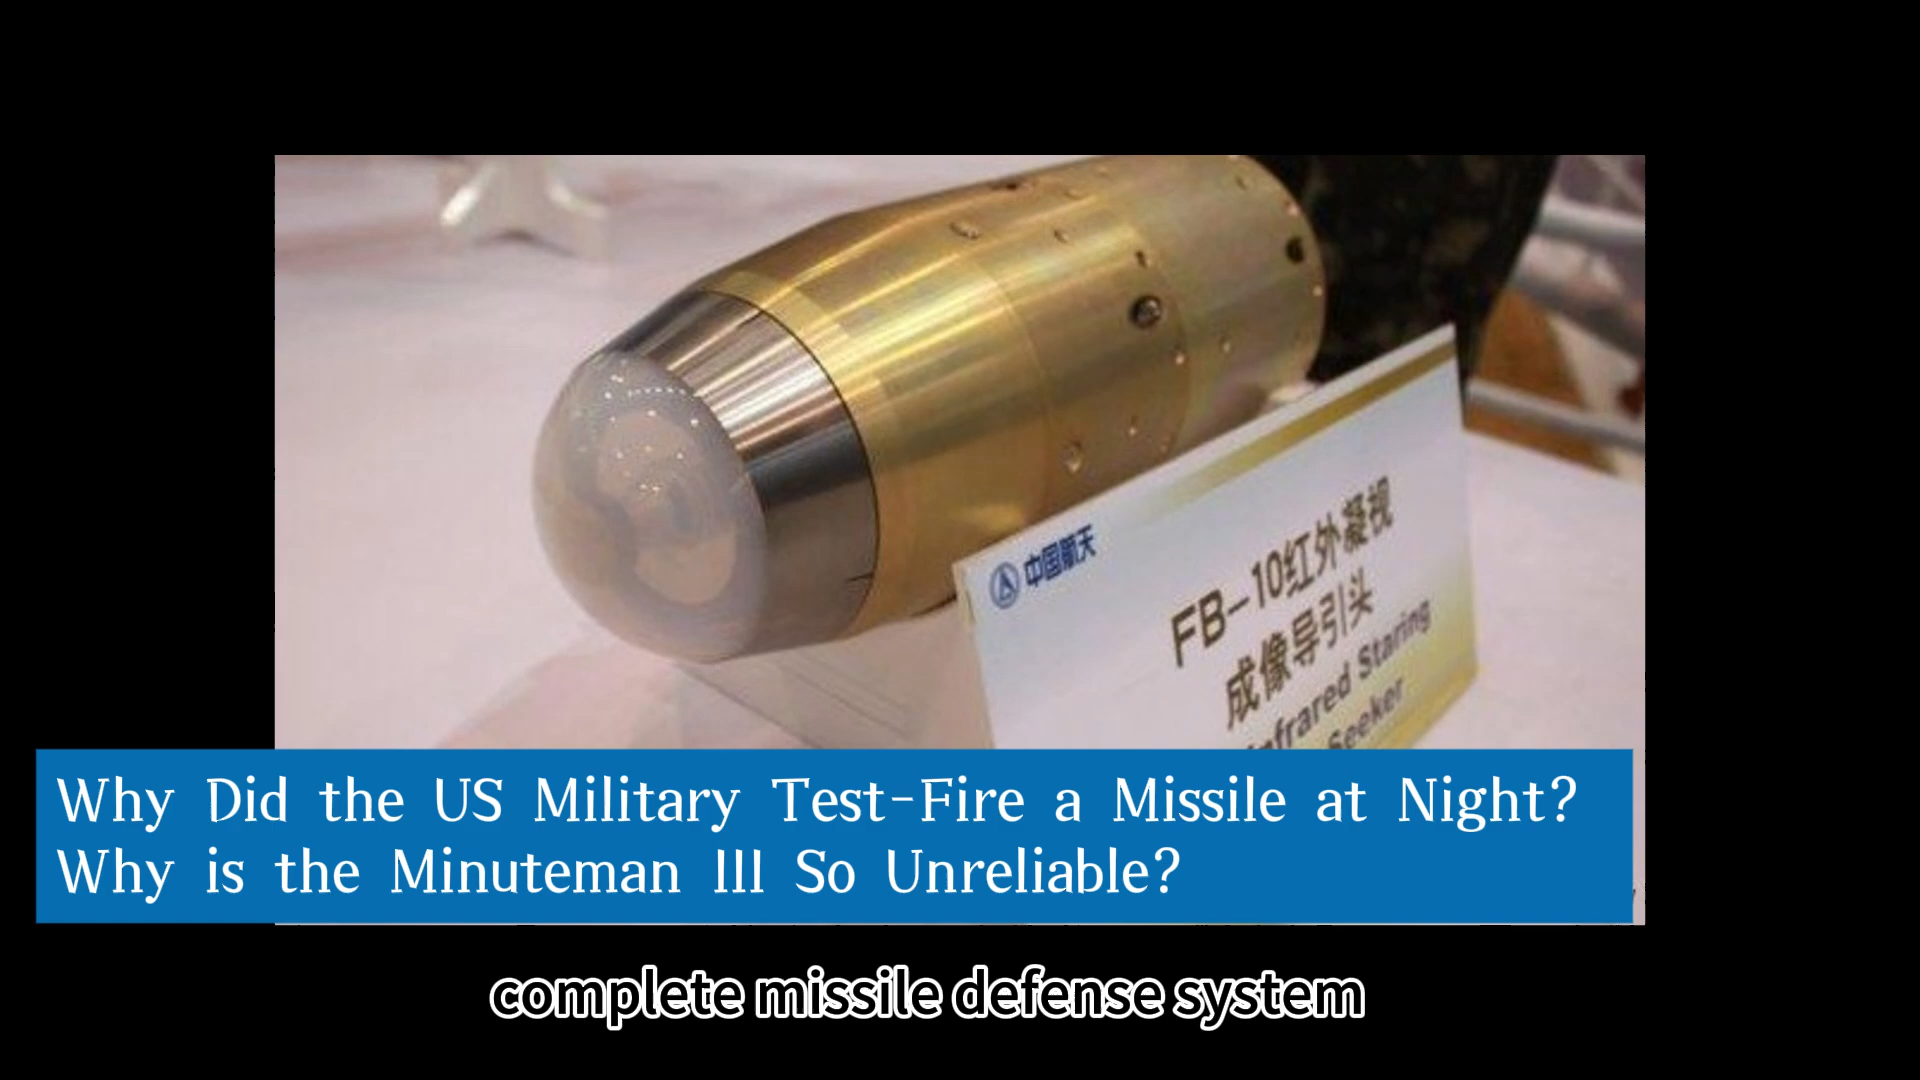 中国航天
FB-10红外凝视
成像导引头
Infrared Staring
Seeker
Why Did the US Military Test-Fire a Missile at Night?
Why is the Minuteman III So Unreliable?
complete missile defense system